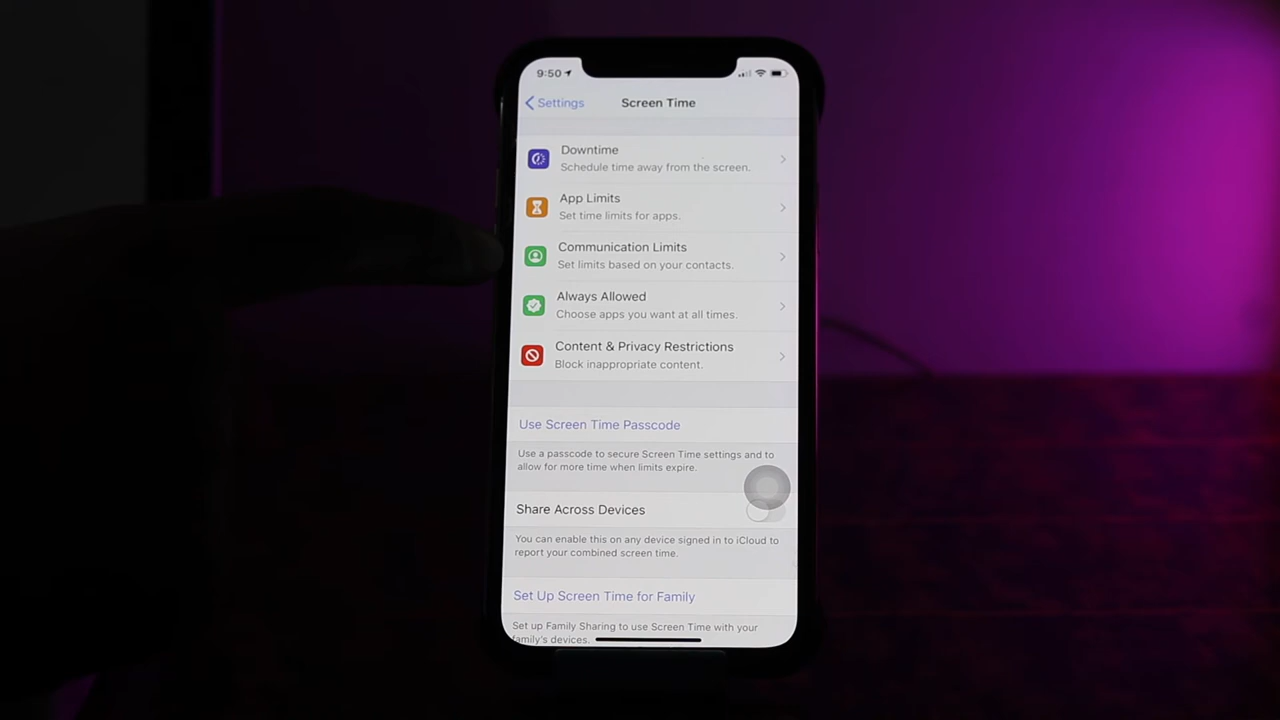 9:50
Settings
Screen Time
Downtime
Schedule time away from the screen.
App Limits
Set time limits for apps.
Communication Limits
Set limits based on your contacts.
Always Allowed
Choose apps you want at all times.
Content & Privacy Restrictions
Block inappropriate content.
Use Screen Time Passcode
Use a passcode to secure Screen Time settings and to
allow for more time when limits expire.
Share Across Devices
You can enable this on any device signed in to iCloud to
report your combined screen time.
Set Up Screen Time for Family
Set up Family Sharing to use Screen Time with your
family's devices.